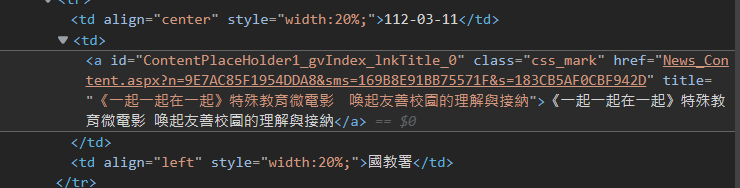 <tr>
<td align="center" style="width:20%;">112-03-11</td>
<td>
<a id="ContentPlaceHolder1_gvIndex_lnkTitle_0" class="css_mark" href="News_Con
tent.aspx?n=9E7AC85F1954DDA8&sms=169B8E91BB75571F&s=183CB5AF0CBF942D" title=
"《一起一起在一起》特殊教育微電影　喚起友善校園的理解與接納">《一起一起在一起》特殊教
育微電影 喚起友善校園的理解與接納</a> == $0
</td>
<td align="left" style="width:20%;">國教署</td>
</tr>